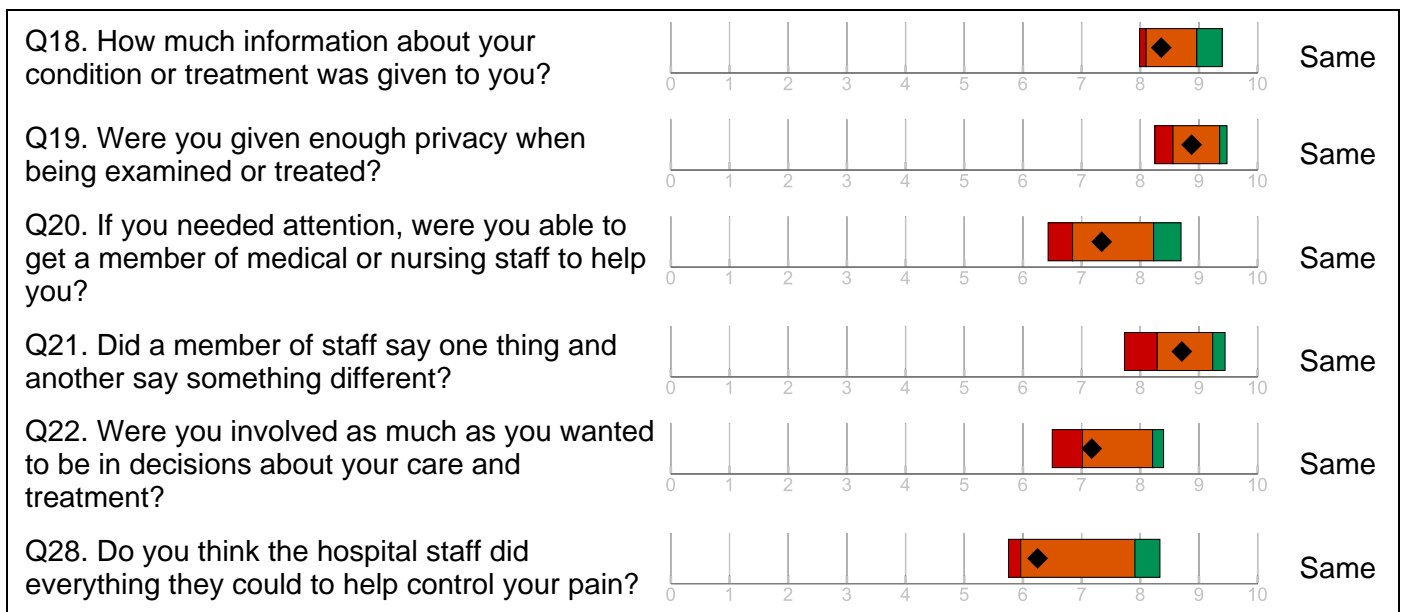 Q18. How much information about your
condition or treatment was given to you?
0 1 2 3 4 5 6 7 8 9 10
Same
Q19. Were you given enough privacy when
being examined or treated?
0 1 2 3 4 5 6 7 8 9 10
Same
Q20. If you needed attention, were you able to
get a member of medical or nursing staff to help
you?
0 1 2 3 4 5 6 7 8 9 10
Same
Q21. Did a member of staff say one thing and
another say something different?
0 1 2 3 4 5 6 7 8 9 10
Same
Q22. Were you involved as much as you wanted
to be in decisions about your care and
treatment?
0 1 2 3 4 5 6 7 8 9 10
Same
Q28. Do you think the hospital staff did
everything they could to help control your pain?
0 1 2 3 4 5 6 7 8 9 10
Same